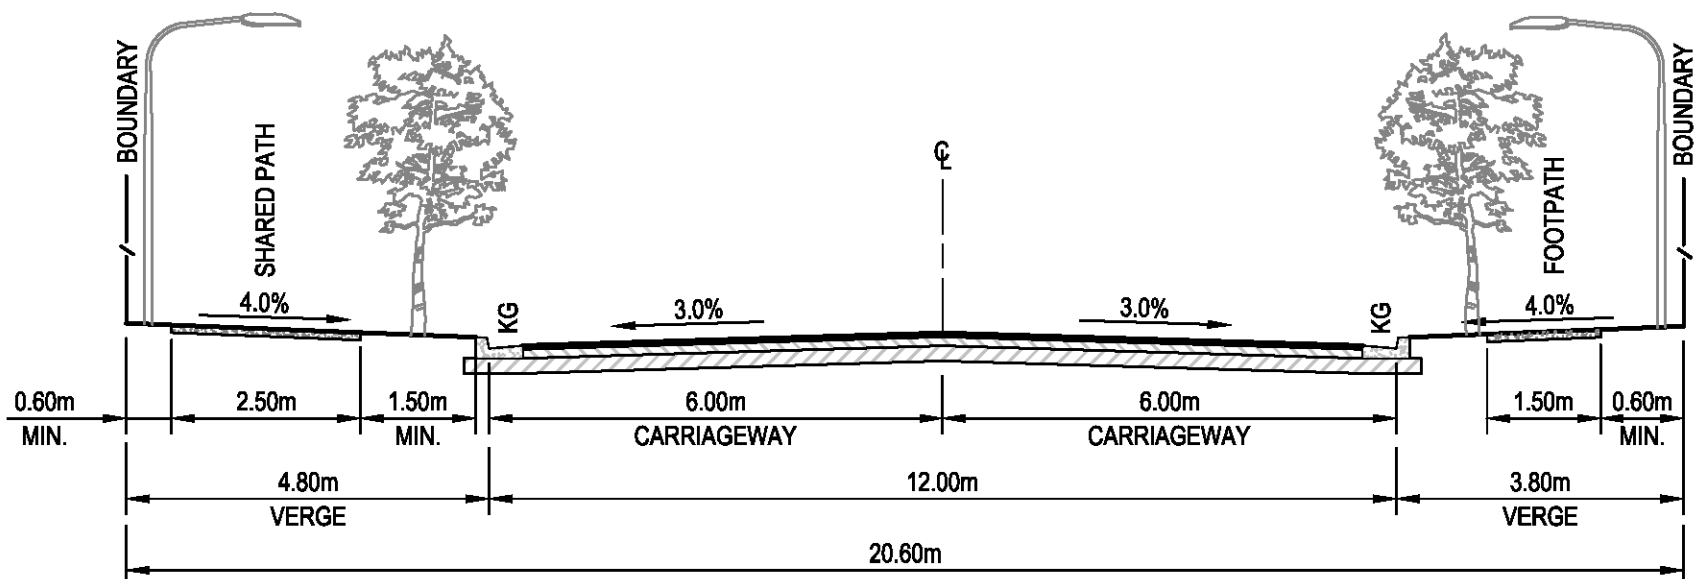 BOUNDARY
SHARED PATH
4.0%
KG
3.0%
℄
3.0%
KG
FOOTPATH
4.0%
BOUNDARY
0.60m
MIN.
2.50m
1.50m
MIN.
6.00m
CARRIAGEWAY
6.00m
CARRIAGEWAY
1.50m
0.60m
MIN.
4.80m
VERGE
12.00m
3.80m
VERGE
20.60m